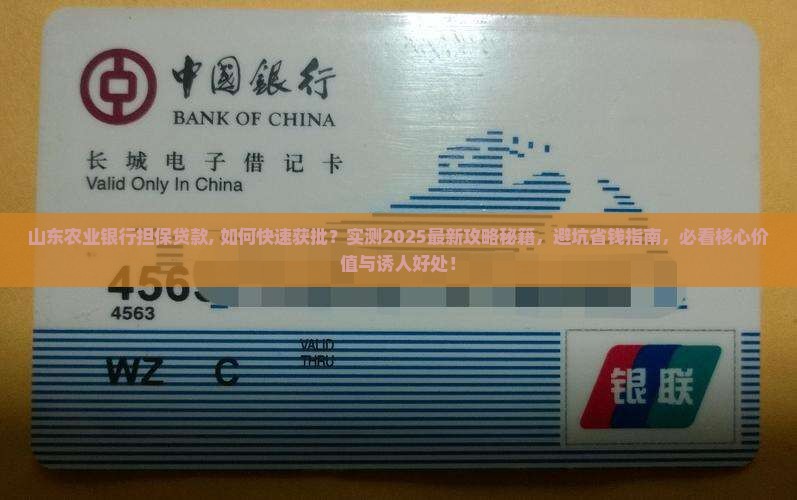 中國銀行
BANK OF CHINA
长城电子借记卡
Valid Only In China
山东农业银行担保贷款, 如何快速获批？实测2025最新攻略秘籍，避坑省钱指南，必看核心价
值与诱人好处！
4563
4563
VALID
THRU
WZ C
银联